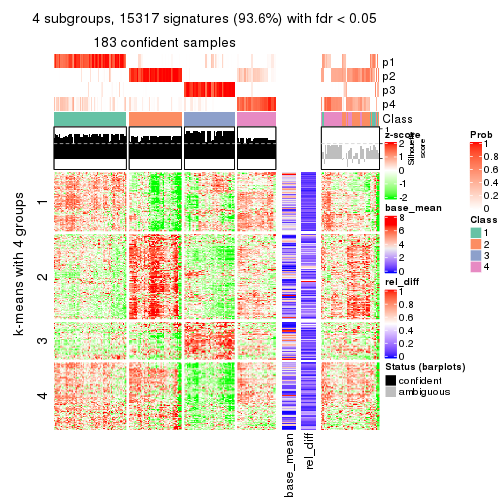 4 subgroups, 15317 signatures (93.6%) with fdr < 0.05
183 confident samples
p1
p2
p3
p4
Class
1
Silhouette
score
k-means with 4 groups
1
2
3
4
base_mean
rel_diff
z-score
2
1
0
-1
-2
base_mean
8
6
4
2
0
rel_diff
1
0.8
0.6
0.4
0.2
0
Status (barplots)
confident
ambiguous
Prob
1
0.8
0.6
0.4
0.2
0
Class
1
2
3
4